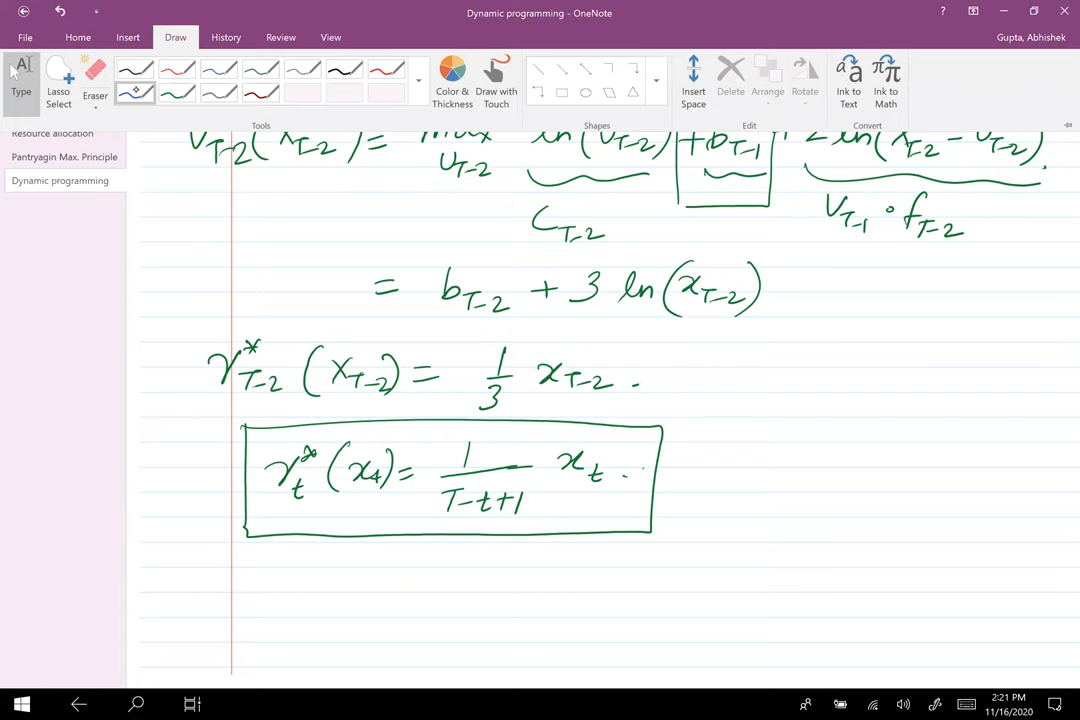 Dynamic programming - OneNote
File Home Insert Draw History Review View
Gupta, Abhishek
Type
Lasso Select
Eraser
Color & Thickness
Draw with Touch
Insert Space
Delete
Arrange
Rotate
Ink to Text
Ink to Math
Tools
Shapes
Edit
Convert
Resource allocation
Pantryagin Max. Principle
Dynamic programming
V_{T-2}(x_{T-2}) = max_{u_{T-2}} ln(u_{T-2}) + b_{T-1} + 2 ln(x_{T-2} - u_{T-2}).
C_{T-2}
V_{T-1} ∘ f_{T-2}
= b_{T-2} + 3 ln(x_{T-2})
γ*_{T-2}(x_{T-2}) = 1/3 x_{T-2}.
γ*_t(x_t) = 1/(T-t+1) x_t.
2:21 PM
11/16/2020